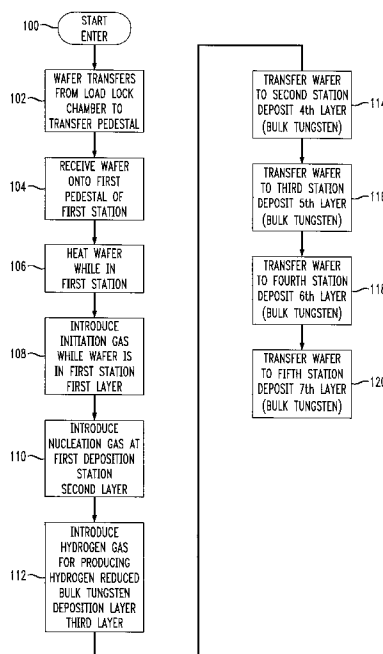 100
START
ENTER
102
WAFER TRANSFERS
FROM LOAD LOCK
CHAMBER TO
TRANSFER PEDESTAL
104
RECEIVE WAFER
ONTO FIRST
PEDESTAL OF
FIRST STATION
106
HEAT WAFER
WHILE IN
FIRST STATION
108
INTRODUCE
INITIATION GAS
WHILE WAFER IS
IN FIRST STATION
FIRST LAYER
110
INTRODUCE
NUCLEATION GAS AT
FIRST DEPOSITION
STATION
SECOND LAYER
112
INTRODUCE
HYDROGEN GAS
FOR PRODUCING
HYDROGEN REDUCED
BULK TUNGSTEN
DEPOSITION LAYER
THIRD LAYER
TRANSFER WAFER
TO SECOND STATION
DEPOSIT 4th LAYER
(BULK TUNGSTEN)
114
TRANSFER WAFER
TO THIRD STATION
DEPOSIT 5th LAYER
(BULK TUNGSTEN)
116
TRANSFER WAFER
TO FOURTH STATION
DEPOSIT 6th LAYER
(BULK TUNGSTEN)
118
TRANSFER WAFER
TO FIFTH STATION
DEPOSIT 7th LAYER
(BULK TUNGSTEN)
120